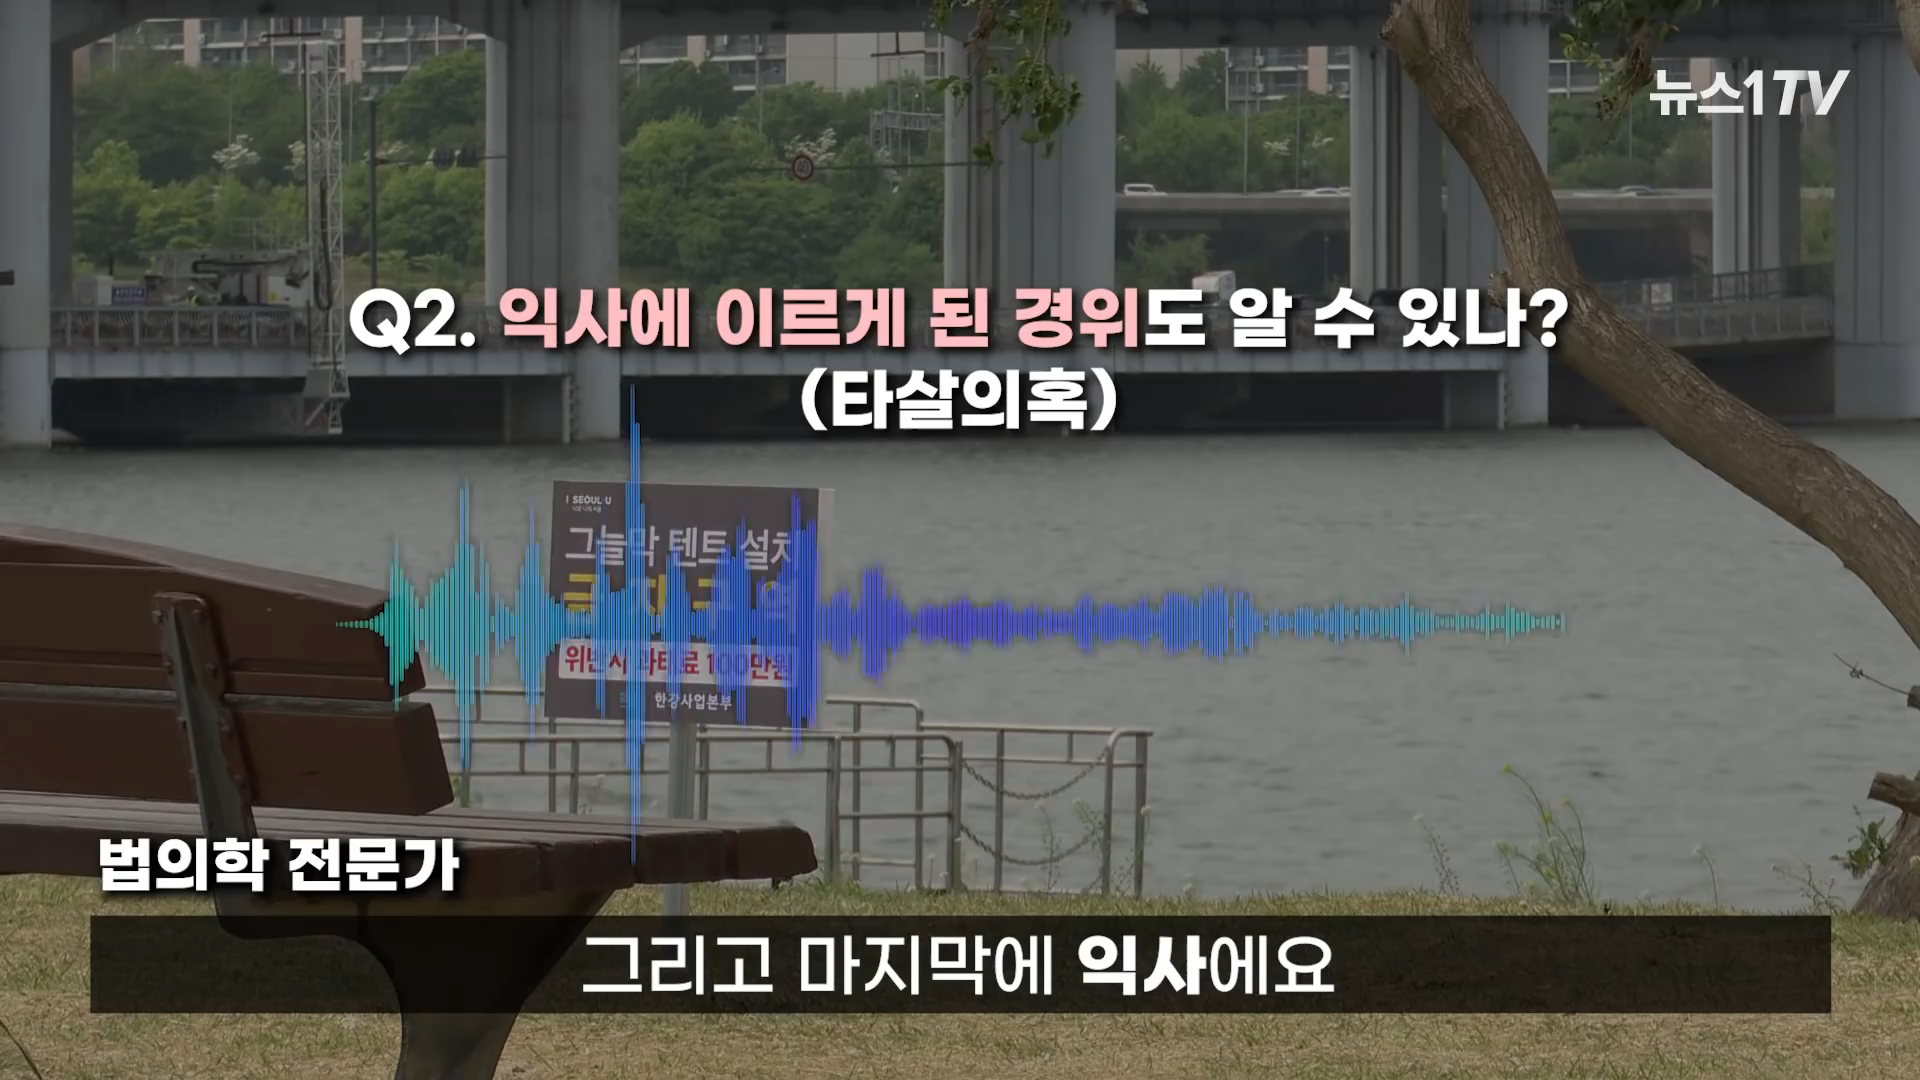 뉴스1TV
40
Q2. 익사에 이르게 된 경위도 알 수 있나?
(타살의혹)
I SEOUL U
그늘막 텐트 설치
위반시 과태료 100만원
한강사업본부
법의학 전문가
그리고 마지막에 익사에요